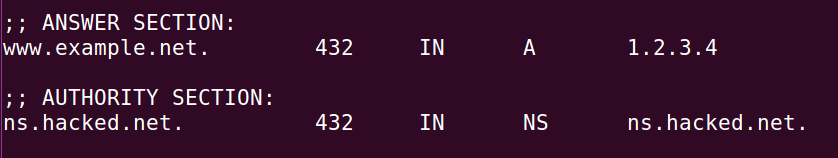 ;; ANSWER SECTION:
www.example.net. 432 IN A 1.2.3.4
;; AUTHORITY SECTION:
ns.hacked.net. 432 IN NS ns.hacked.net.